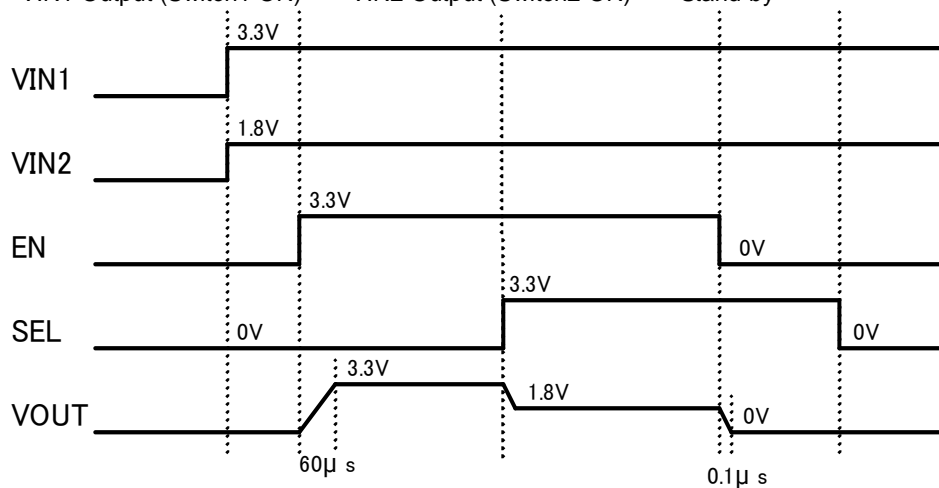 VIN1 Output (Switch1 ON) VIN2 Output (Switch2 ON) Stand-by
3.3V
VIN1
1.8V
VIN2
3.3V
EN
0V
3.3V
SEL
0V
0V
3.3V
1.8V
VOUT
0V
60μ s
0.1μ s